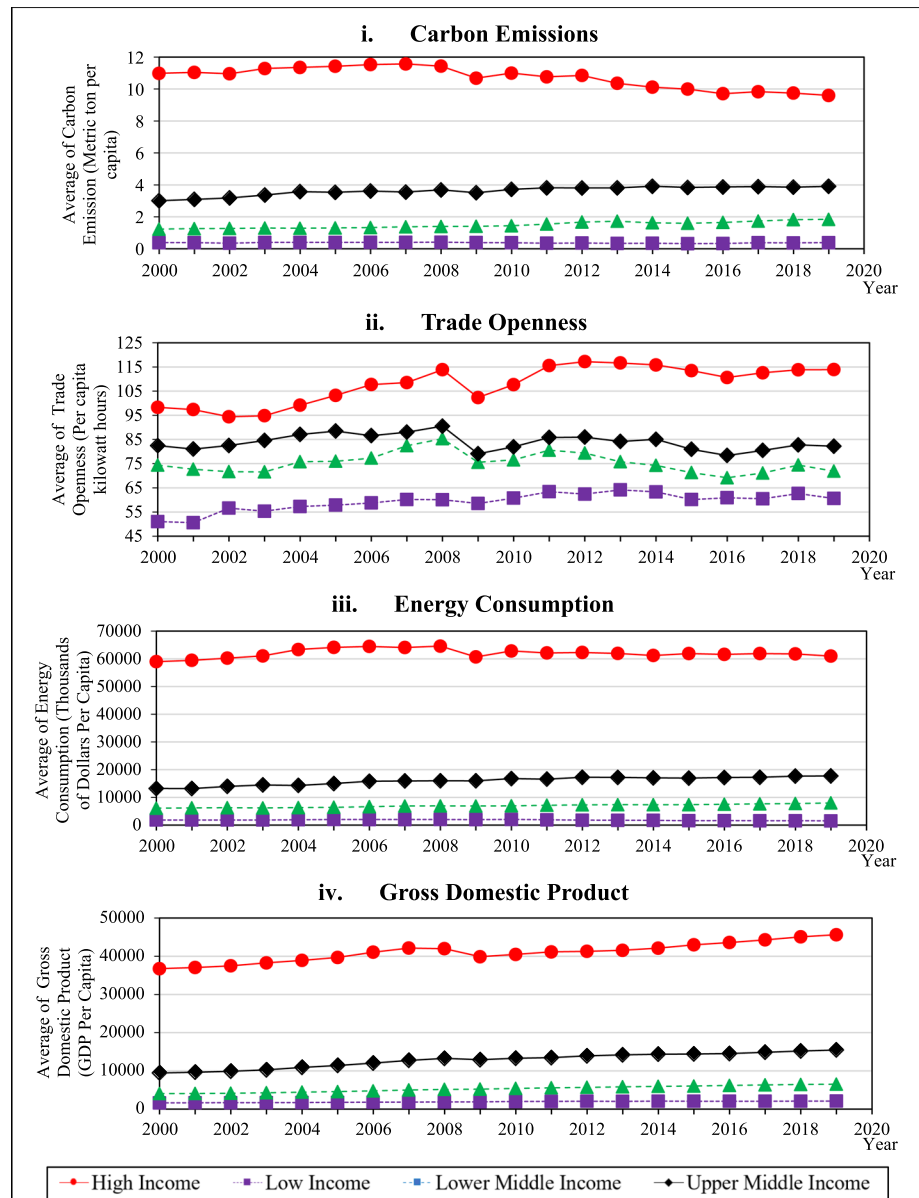 i. Carbon Emissions
Average of Carbon
Emission (Metric ton per
capita)
12
10
8
6
4
2
0
2000 2002 2004 2006 2008 2010 2012 2014 2016 2018 2020
Year
ii. Trade Openness
Average of Trade
Openness (Per capita
kilowatt hours)
125
115
105
95
85
75
65
55
45
2000 2002 2004 2006 2008 2010 2012 2014 2016 2018 2020
Year
iii. Energy Consumption
Average of Energy
Consumption (Thousands
of Dollars Per Capita)
70000
60000
50000
40000
30000
20000
10000
0
2000 2002 2004 2006 2008 2010 2012 2014 2016 2018 2020
Year
iv. Gross Domestic Product
Average of Gross
Domestic Product
(GDP Per Capita)
50000
40000
30000
20000
10000
0
2000 2002 2004 2006 2008 2010 2012 2014 2016 2018 2020
Year
High Income Low Income Lower Middle Income Upper Middle Income